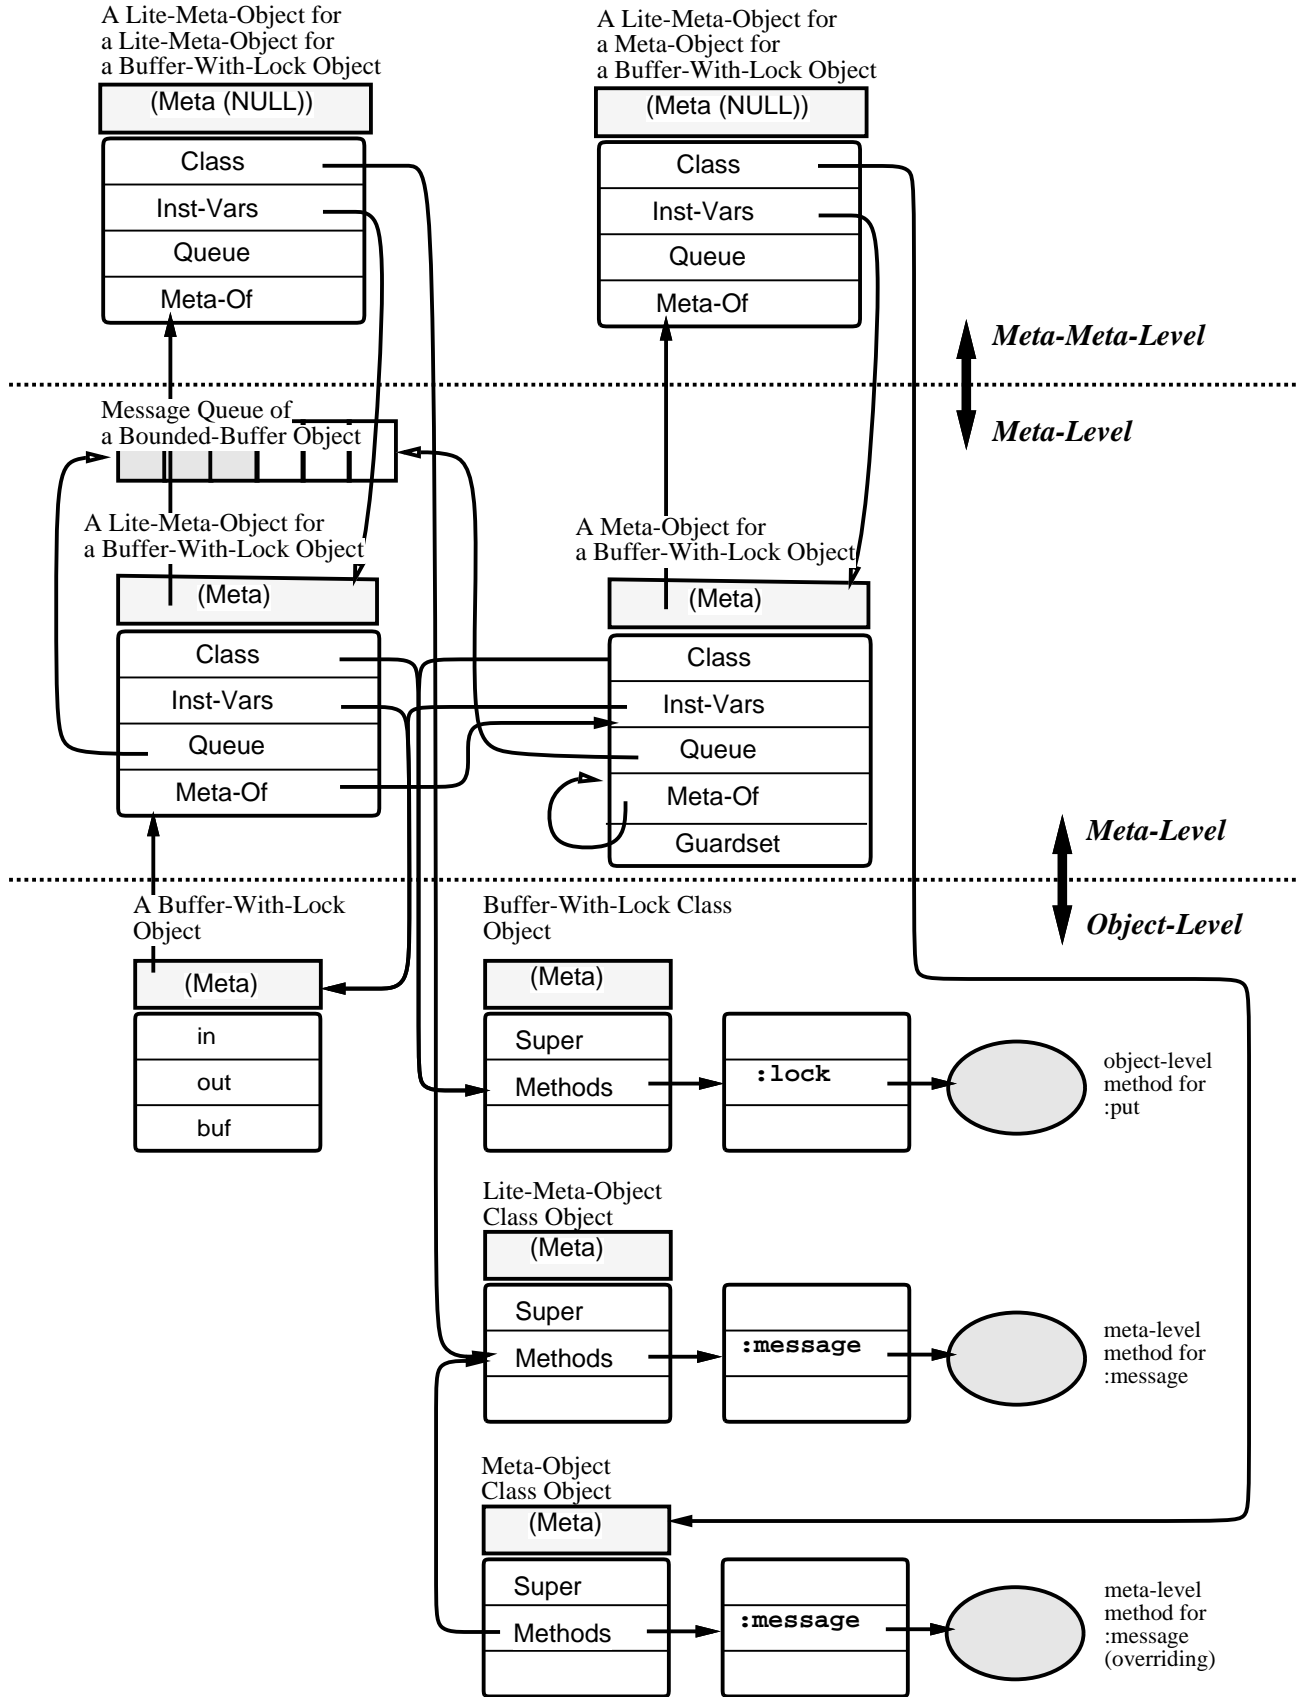 A Lite-Meta-Object for
a Lite-Meta-Object for
a Buffer-With-Lock Object
(Meta (NULL))
Class
Inst-Vars
Queue
Meta-Of
A Lite-Meta-Object for
a Meta-Object for
a Buffer-With-Lock Object
(Meta (NULL))
Class
Inst-Vars
Queue
Meta-Of
Meta-Meta-Level
Meta-Level
Message Queue of
a Bounded-Buffer Object
A Lite-Meta-Object for
a Buffer-With-Lock Object
(Meta)
Class
Inst-Vars
Queue
Meta-Of
A Meta-Object for
a Buffer-With-Lock Object
(Meta)
Class
Inst-Vars
Queue
Meta-Of
Guardset
Meta-Level
Object-Level
A Buffer-With-Lock
Object
(Meta)
in
out
buf
Buffer-With-Lock Class
Object
(Meta)
Super
Methods
:lock
object-level
method for
:put
Lite-Meta-Object
Class Object
(Meta)
Super
Methods
:message
meta-level
method for
:message
Meta-Object
Class Object
(Meta)
Super
Methods
:message
meta-level
method for
:message
(overriding)